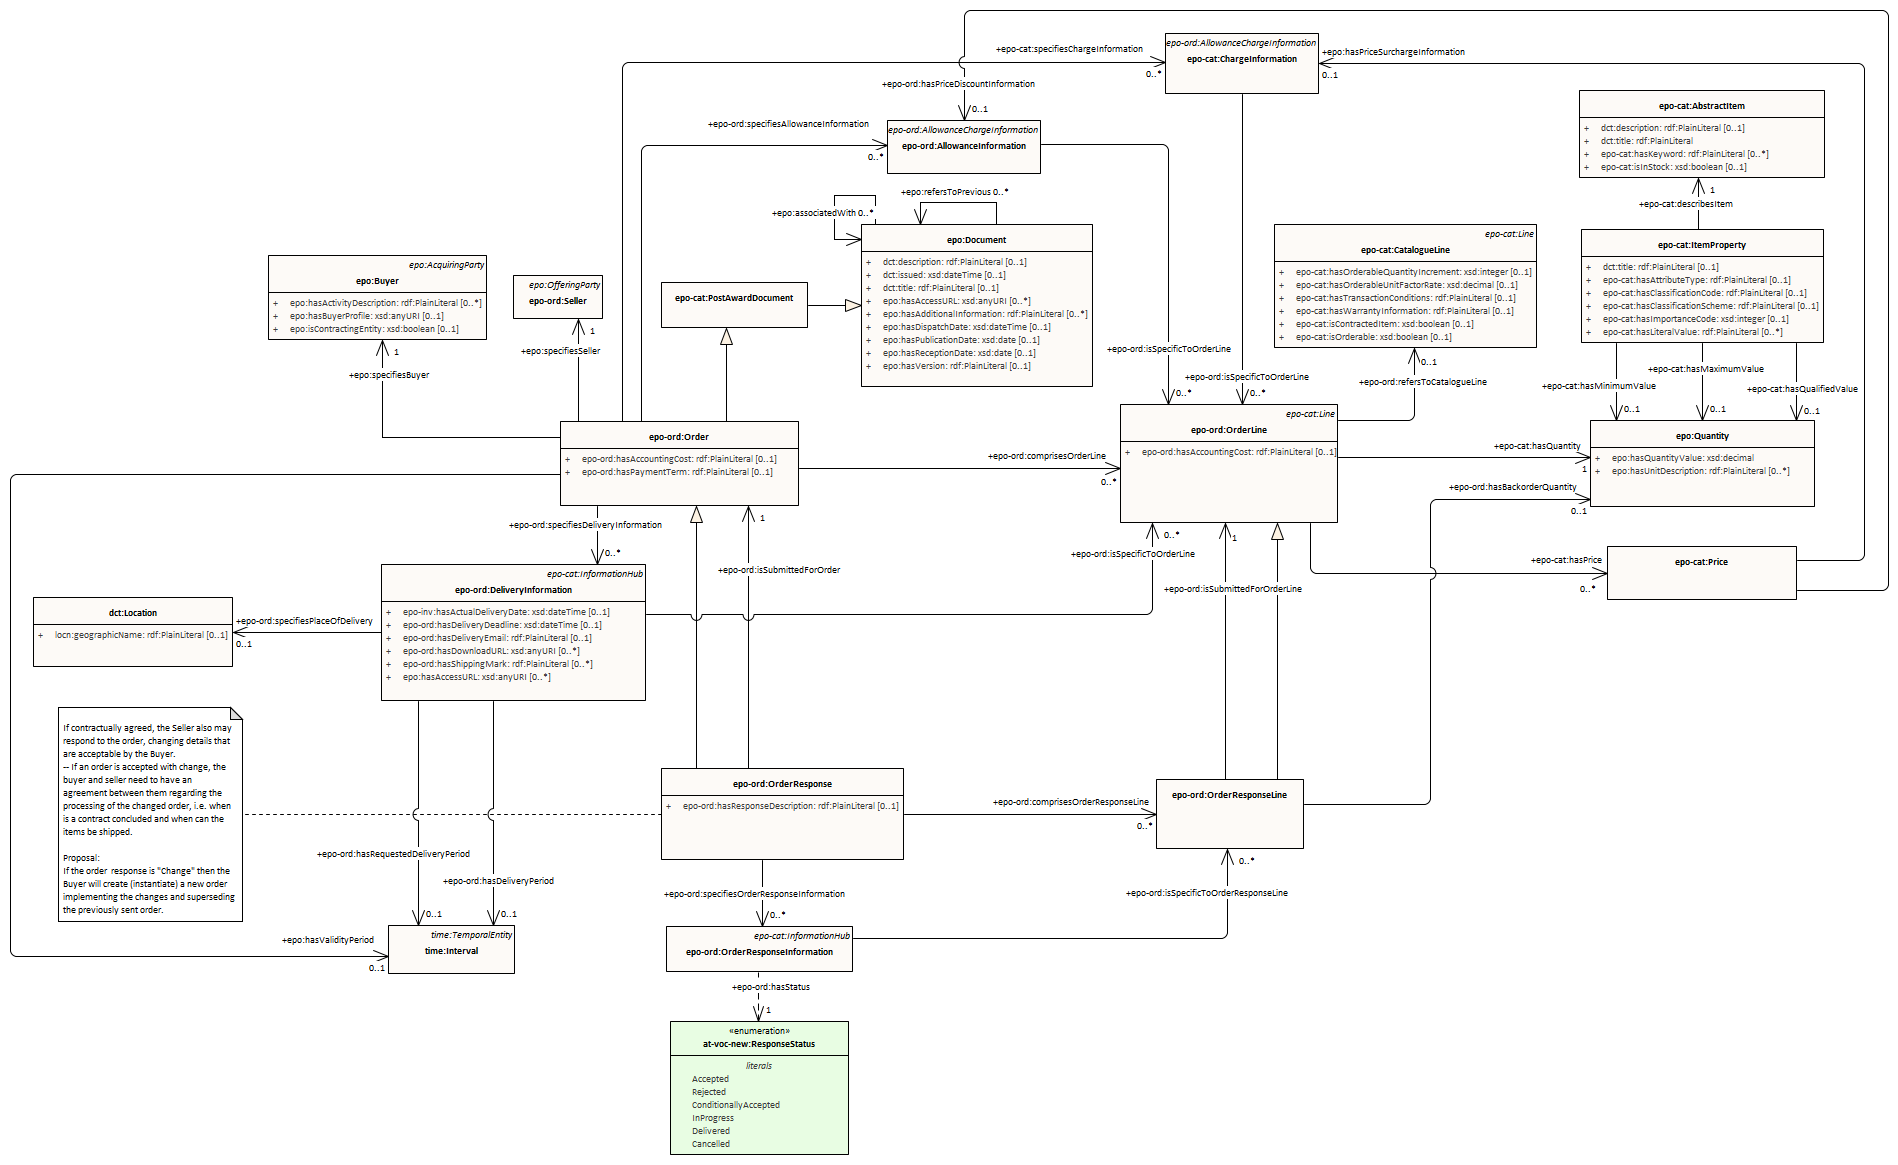 +epo-cat:specifiesChargeInformation
0..*
epo-ord:AllowanceChargeInformation
epo-cat:ChargeInformation
+epo:hasPriceSurchargeInformation
0..1
+epo-ord:hasPriceDiscountInformation
0..1
+epo-ord:specifiesAllowanceInformation
0..*
epo-ord:AllowanceChargeInformation
epo-ord:AllowanceInformation
epo-cat:AbstractItem
+ dct:description: rdf:PlainLiteral [0..1]
+ dct:title: rdf:PlainLiteral
+ epo-cat:hasKeyword: rdf:PlainLiteral [0..*]
+ epo-cat:isInStock: xsd:boolean [0..1]
1
+epo-cat:describesItem
+epo:refersToPrevious 0..*
+epo:associatedWith 0..*
epo:Document
+ dct:description: rdf:PlainLiteral [0..1]
+ dct:issued: xsd:dateTime [0..1]
+ dct:title: rdf:PlainLiteral [0..1]
+ epo:hasAccessURL: xsd:anyURI [0..*]
+ epo:hasAdditionalInformation: rdf:PlainLiteral [0..*]
+ epo:hasDispatchDate: xsd:dateTime [0..1]
+ epo:hasPublicationDate: xsd:date [0..1]
+ epo:hasReceptionDate: xsd:date [0..1]
+ epo:hasVersion: rdf:PlainLiteral [0..1]
epo-cat:Line
epo-cat:CatalogueLine
+ epo-cat:hasOrderableQuantityIncrement: xsd:integer [0..1]
+ epo-cat:hasOrderableUnitFactorRate: xsd:decimal [0..1]
+ epo-cat:hasTransactionConditions: rdf:PlainLiteral [0..1]
+ epo-cat:hasWarrantyInformation: rdf:PlainLiteral [0..1]
+ epo-cat:isContractedItem: xsd:boolean [0..1]
+ epo-cat:isOrderable: xsd:boolean [0..1]
epo-cat:ItemProperty
+ dct:title: rdf:PlainLiteral [0..1]
+ epo-cat:hasAttributeType: rdf:PlainLiteral [0..1]
+ epo-cat:hasClassificationCode: rdf:PlainLiteral [0..1]
+ epo-cat:hasClassificationScheme: rdf:PlainLiteral [0..1]
+ epo-cat:hasImportanceCode: xsd:integer [0..1]
+ epo-cat:hasLiteralValue: rdf:PlainLiteral [0..*]
epo:AcquiringParty
epo:Buyer
+ epo:hasActivityDescription: rdf:PlainLiteral [0..*]
+ epo:hasBuyerProfile: xsd:anyURI [0..1]
+ epo:isContractingEntity: xsd:boolean [0..1]
1
+epo:specifiesBuyer
epo:OfferingParty
epo-ord:Seller
1
+epo:specifiesSeller
epo-cat:PostAwardDocument
+epo-ord:isSpecificToOrderLine
0..*
+epo-ord:isSpecificToOrderLine
0..*
0..1
+epo-ord:refersToCatalogueLine
+epo-cat:hasMinimumValue
0..1
+epo-cat:hasMaximumValue
0..1
+epo-cat:hasQualifiedValue
0..1
epo-ord:Order
+ epo-ord:hasAccountingCost: rdf:PlainLiteral [0..1]
+ epo-ord:hasPaymentTerm: rdf:PlainLiteral [0..1]
+epo-ord:comprisesOrderLine
0..*
epo-cat:Line
epo-ord:OrderLine
+ epo-ord:hasAccountingCost: rdf:PlainLiteral [0..1]
+epo-cat:hasQuantity
1
epo:Quantity
+ epo:hasQuantityValue: xsd:decimal
+ epo:hasUnitDescription: rdf:PlainLiteral [0..*]
+epo-ord:hasBackorderQuantity
0..1
+epo-ord:specifiesDeliveryInformation
0..*
1
+epo-ord:isSubmittedForOrder
0..*
+epo-ord:isSpecificToOrderLine
1
+epo-ord:isSubmittedForOrderLine
+epo-cat:hasPrice
0..*
epo-cat:Price
epo-cat:InformationHub
epo-ord:DeliveryInformation
+ epo-inv:hasActualDeliveryDate: xsd:dateTime [0..1]
+ epo-ord:hasDeliveryDeadline: xsd:dateTime [0..1]
+ epo-ord:hasDeliveryEmail: rdf:PlainLiteral [0..1]
+ epo-ord:hasDownloadURL: xsd:anyURI [0..*]
+ epo-ord:hasShippingMark: rdf:PlainLiteral [0..*]
+ epo:hasAccessURL: xsd:anyURI [0..*]
dct:Location
+ locn:geographicName: rdf:PlainLiteral [0..1]
+epo-ord:specifiesPlaceOfDelivery
0..1
If contractually agreed, the Seller also may
respond to the order, changing details that
are acceptable by the Buyer.
-- If an order is accepted with change, the
buyer and seller need to have an
agreement between them regarding the
processing of the changed order, i.e. when
is a contract concluded and when can the
items be shipped.
Proposal:
If the order response is "Change" then the
Buyer will create (instantiate) a new order
implementing the changes and superseding
the previously sent order.
epo-ord:OrderResponse
+ epo-ord:hasResponseDescription: rdf:PlainLiteral [0..1]
+epo-ord:comprisesOrderResponseLine
0..*
epo-ord:OrderResponseLine
+epo-ord:hasRequestedDeliveryPeriod
0..1
+epo-ord:hasDeliveryPeriod
0..1
+epo-ord:specifiesOrderResponseInformation
0..*
0..*
+epo-ord:isSpecificToOrderResponseLine
+epo:hasValidityPeriod
0..1
time:TemporalEntity
time:Interval
epo-cat:InformationHub
epo-ord:OrderResponseInformation
+epo-ord:hasStatus
1
«enumeration»
at-voc-new:ResponseStatus
literals
Accepted
Rejected
ConditionallyAccepted
InProgress
Delivered
Cancelled